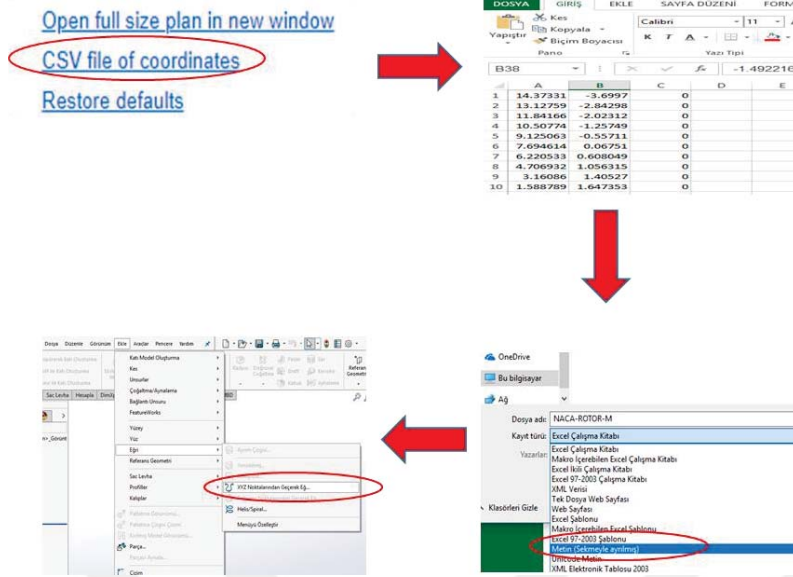 Open full size plan in new window
CSV file of coordinates
Restore defaults
DOSYA GİRİŞ EKLE SAYFA DÜZENİ FORM
Kes
Kopyala
Yapıştır
Biçim Boyacısı
Pano
Calibri 11
K T A
Yazı Tipi
B38 fx -1.492216
A B C D E
1 14.37331 -3.6997 0
2 13.12759 -2.84298 0
3 11.84166 -2.02312 0
4 10.50774 -1.25749 0
5 9.125063 -0.55711 0
6 7.694614 0.06751 0
7 6.220533 0.608049 0
8 4.706932 1.056315 0
9 3.16086 1.40527 0
10 1.588789 1.647353 0
Dosya Düzenle Görünüm Ekle Araçlar Pencere Yardım
Katı Model Oluşturma
Kes
Unsurlar
Çoğaltma/Aynalama
Bağlantı Unsuru
FeatureWorks
Yüzey
Yüz
Eğri
Referans Geometri
Sac Levha
Profiller
Kalıplar
Parça...
Cizim
Sac Levha Hesapla
XYZ Noktalarından Geçerek Eğ...
Helis/Spiral...
Menüyü Özelleştir
Referan
Geometri
OneDrive
Bu bilgisayar
Ağ
Dosya adı: NACA-ROTOR-M
Kayıt türü: Excel Çalışma Kitabı
Yazarlar:
Excel Çalışma Kitabı
Makro İçerebilen Excel Çalışma Kitabı
Excel İkili Çalışma Kitabı
Excel 97-2003 Çalışma Kitabı
XML Verisi
Tek Dosya Web Sayfası
Web Sayfası
Excel Şablonu
Makro İçerebilen Excel Şablonu
Excel 97-2003 Şablonu
Metin (Sekmeyle ayrılmış)
Unicode Metin
XML Elektronik Tablosu 2003
Klasörleri Gizle